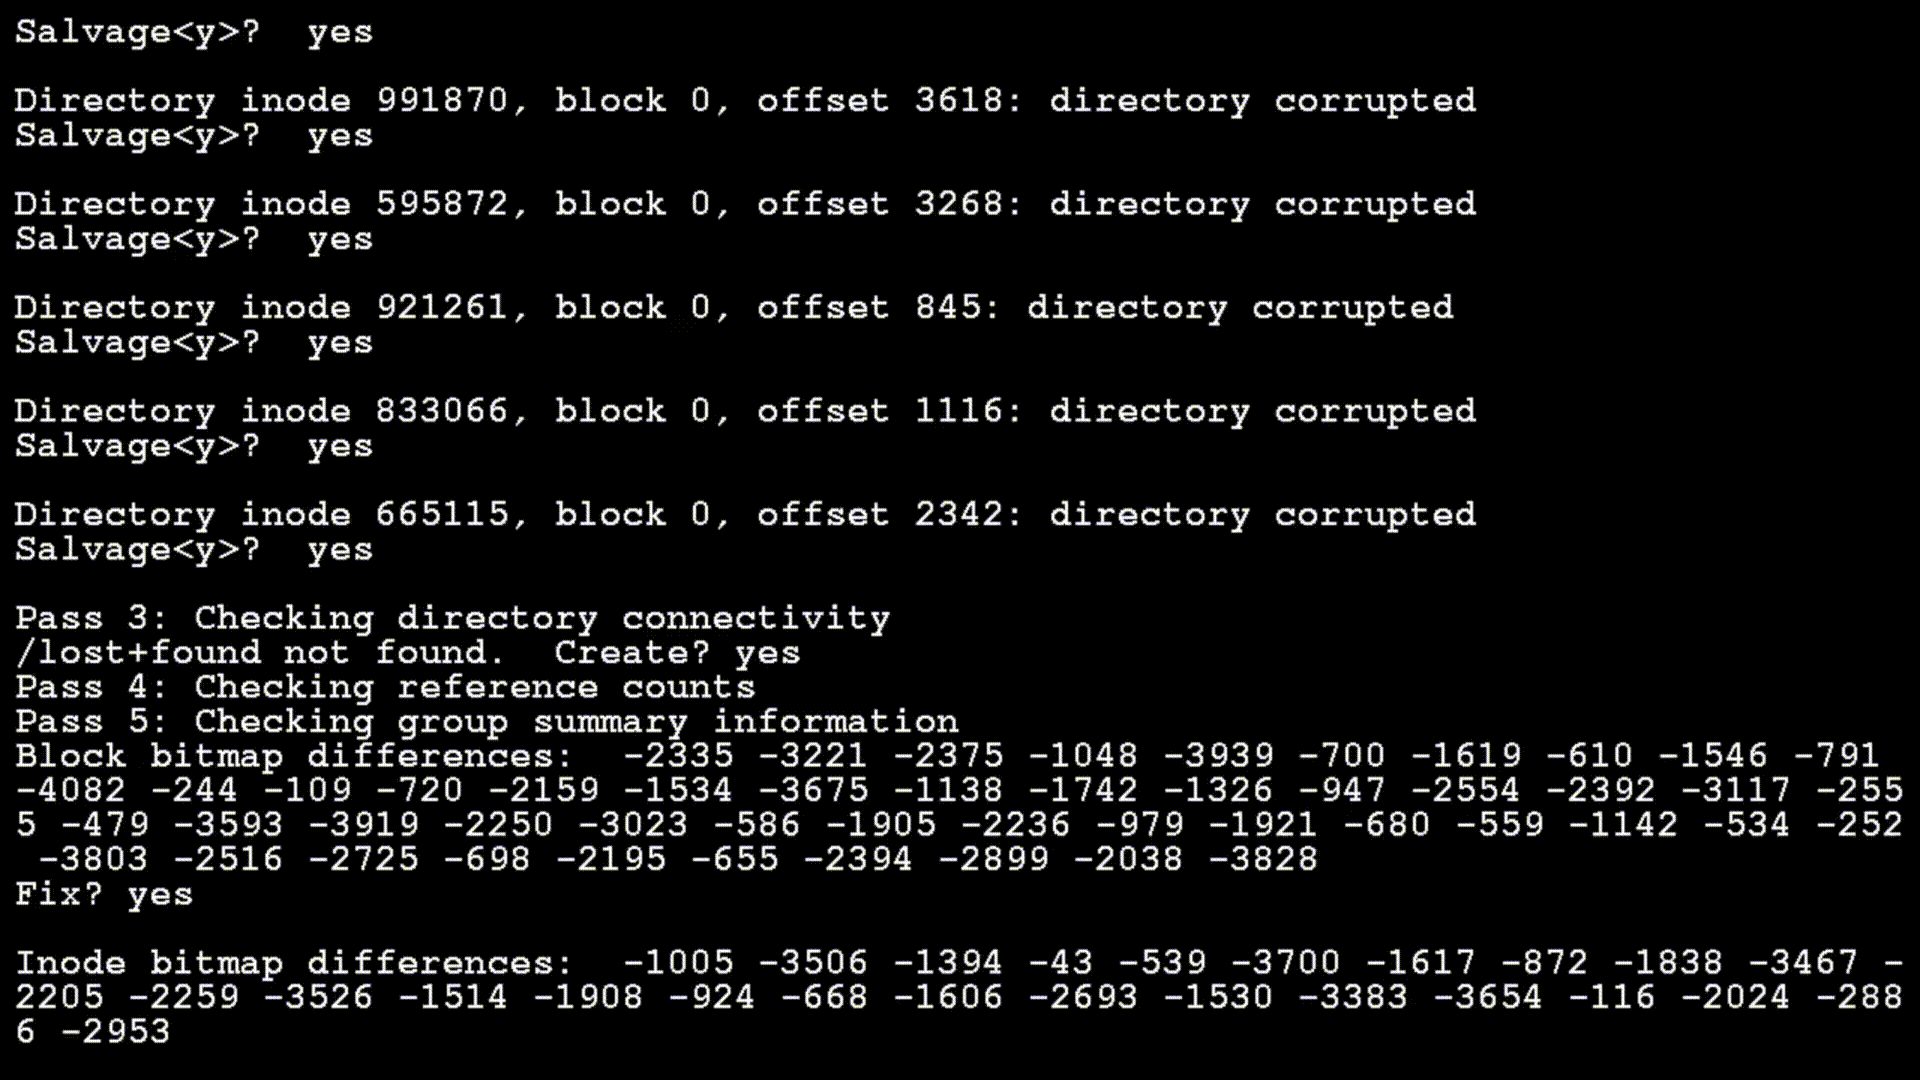 Salvage<y>?  yes
Directory inode 991870, block 0, offset 3618: directory corrupted
Salvage<y>?  yes
Directory inode 595872, block 0, offset 3268: directory corrupted
Salvage<y>?  yes
Directory inode 921261, block 0, offset 845: directory corrupted
Salvage<y>?  yes
Directory inode 833066, block 0, offset 1116: directory corrupted
Salvage<y>?  yes
Directory inode 665115, block 0, offset 2342: directory corrupted
Salvage<y>?  yes
Pass 3: Checking directory connectivity
/lost+found not found.  Create? yes
Pass 4: Checking reference counts
Pass 5: Checking group summary information
Block bitmap differences:  -2335 -3221 -2375 -1048 -3939 -700 -1619 -610 -1546 -791
-4082 -244 -109 -720 -2159 -1534 -3675 -1138 -1742 -1326 -947 -2554 -2392 -3117 -255
5 -479 -3593 -3919 -2250 -3023 -586 -1905 -2236 -979 -1921 -680 -559 -1142 -534 -252
-3803 -2516 -2725 -698 -2195 -655 -2394 -2899 -2038 -3828
Fix? yes
Inode bitmap differences:  -1005 -3506 -1394 -43 -539 -3700 -1617 -872 -1838 -3467 -
2205 -2259 -3526 -1514 -1908 -924 -668 -1606 -2693 -1530 -3383 -3654 -116 -2024 -288
6 -2953